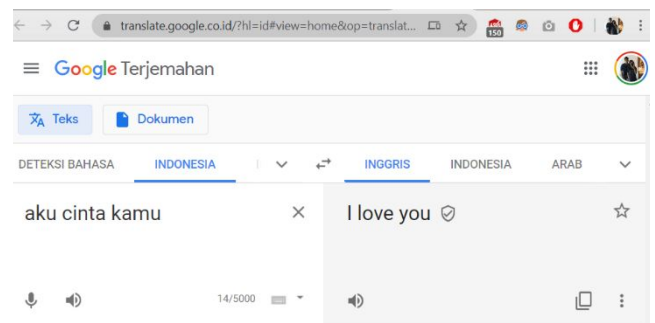 translate.google.co.id/?hl=id#view=home&op=translat...
150
Google Terjemahan
Teks Dokumen
DETEKSI BAHASA INDONESIA INGGRIS INDONESIA ARAB
aku cinta kamu I love you
14/5000